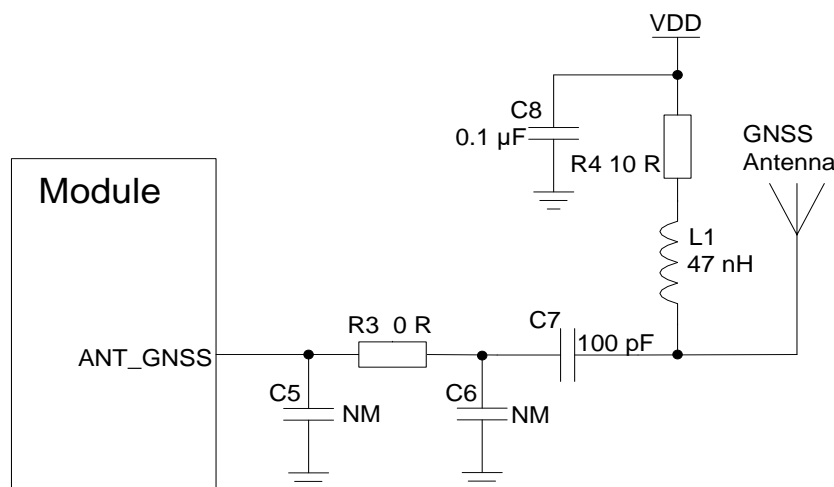 VDD
C8
0.1 µF
R4 10 R
GNSS
Antenna
Module
L1
47 nH
C7
R3 0 R
100 pF
ANT_GNSS
C5
NM
C6
NM